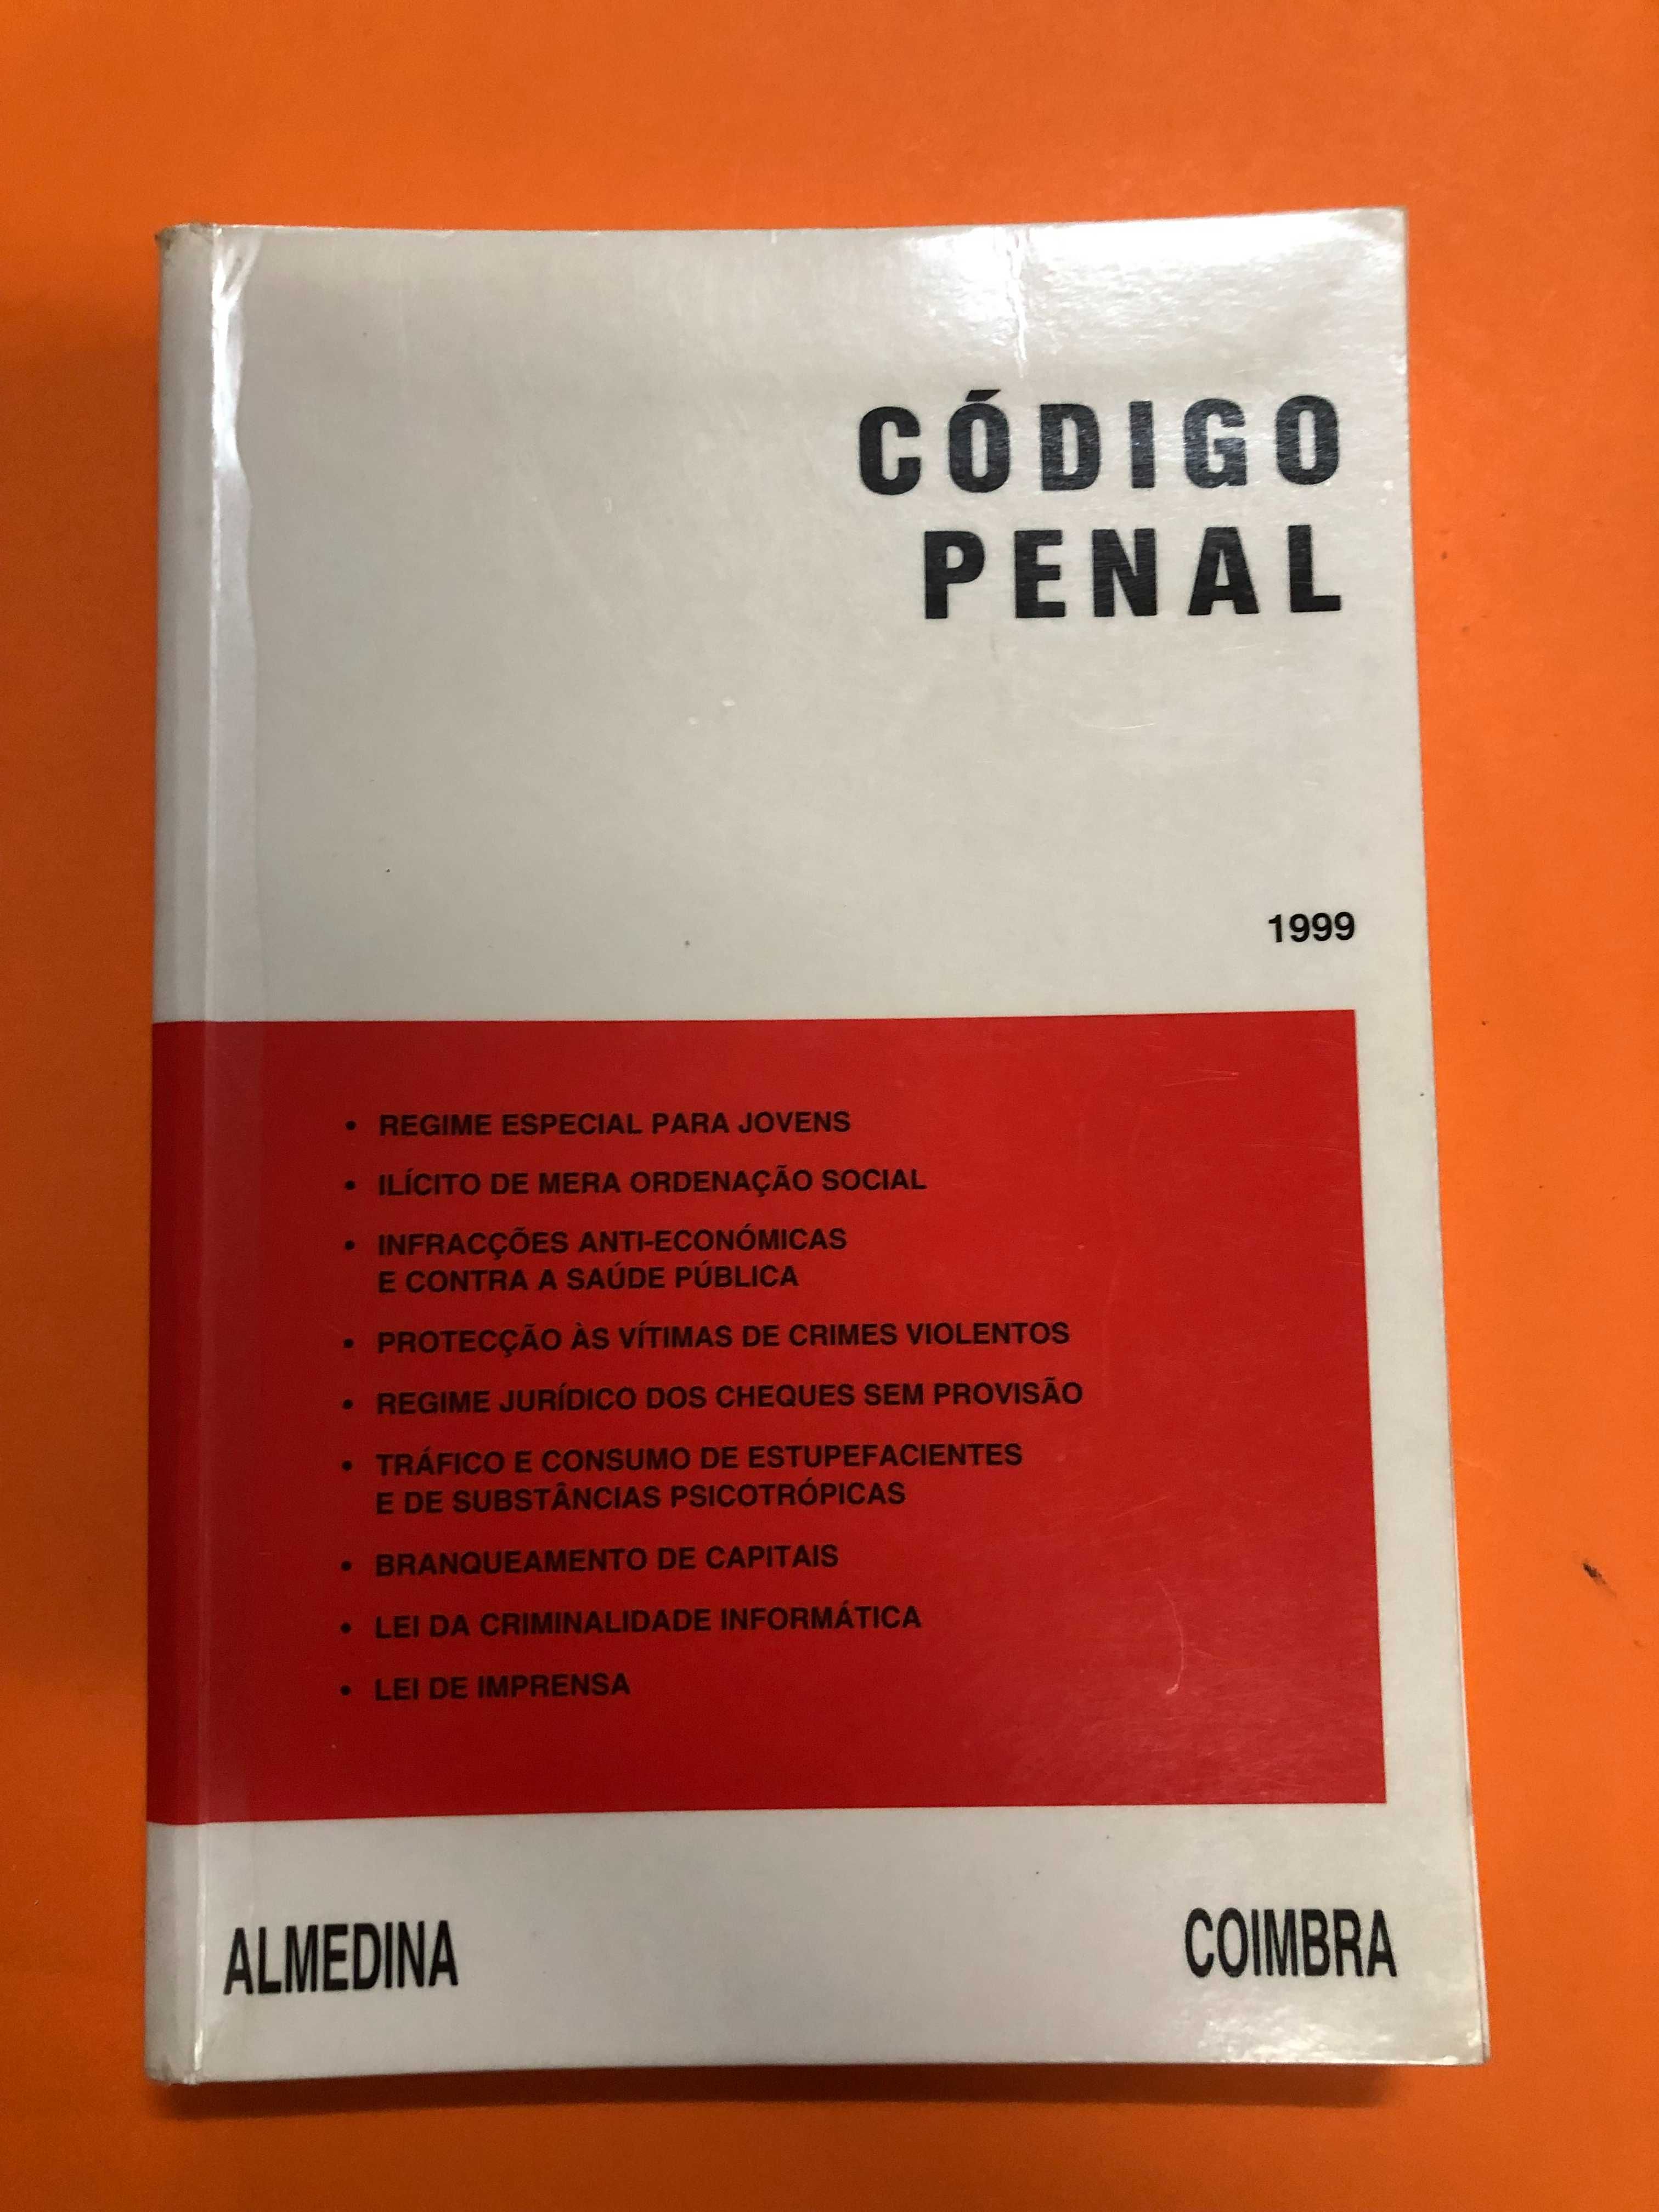 CÓDIGO
PENAL
1999
• REGIME ESPECIAL PARA JOVENS
• ILÍCITO DE MERA ORDENAÇÃO SOCIAL
• INFRACÇÕES ANTI-ECONÓMICAS
E CONTRA A SAÚDE PÚBLICA
• PROTECÇÃO ÀS VÍTIMAS DE CRIMES VIOLENTOS
• REGIME JURÍDICO DOS CHEQUES SEM PROVISÃO
• TRÁFICO E CONSUMO DE ESTUPEFACIENTES
E DE SUBSTÂNCIAS PSICOTRÓPICAS
• BRANQUEAMENTO DE CAPITAIS
• LEI DA CRIMINALIDADE INFORMÁTICA
• LEI DE IMPRENSA
ALMEDINA
COIMBRA